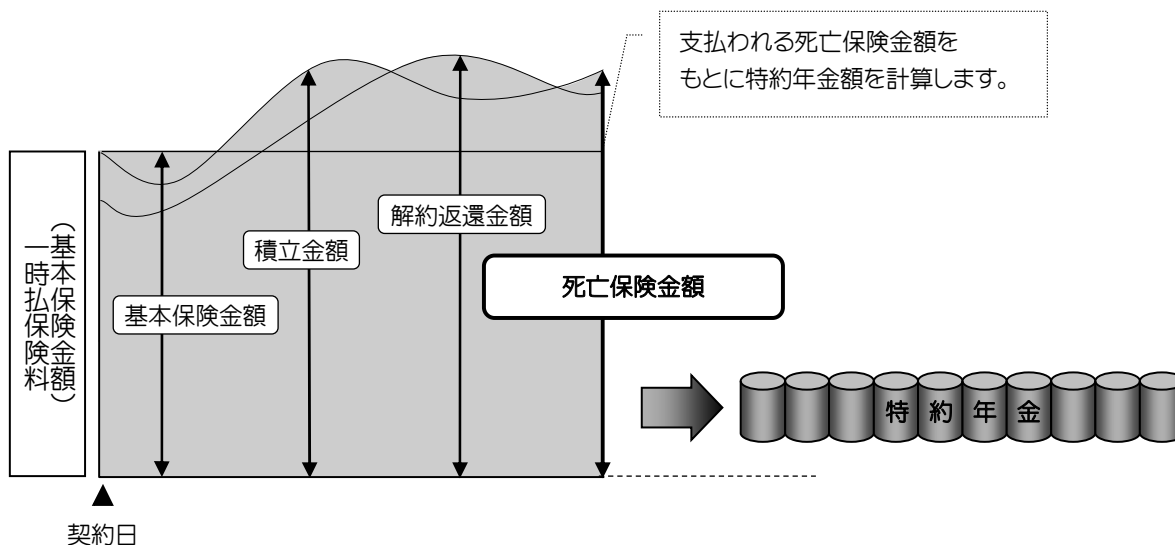 支払われる死亡保険金額を
もとに特約年金額を計算します。
一時払保険料
(基本保険金額)
基本保険金額
積立金額
解約返還金額
死亡保険金額
特約年金
契約日